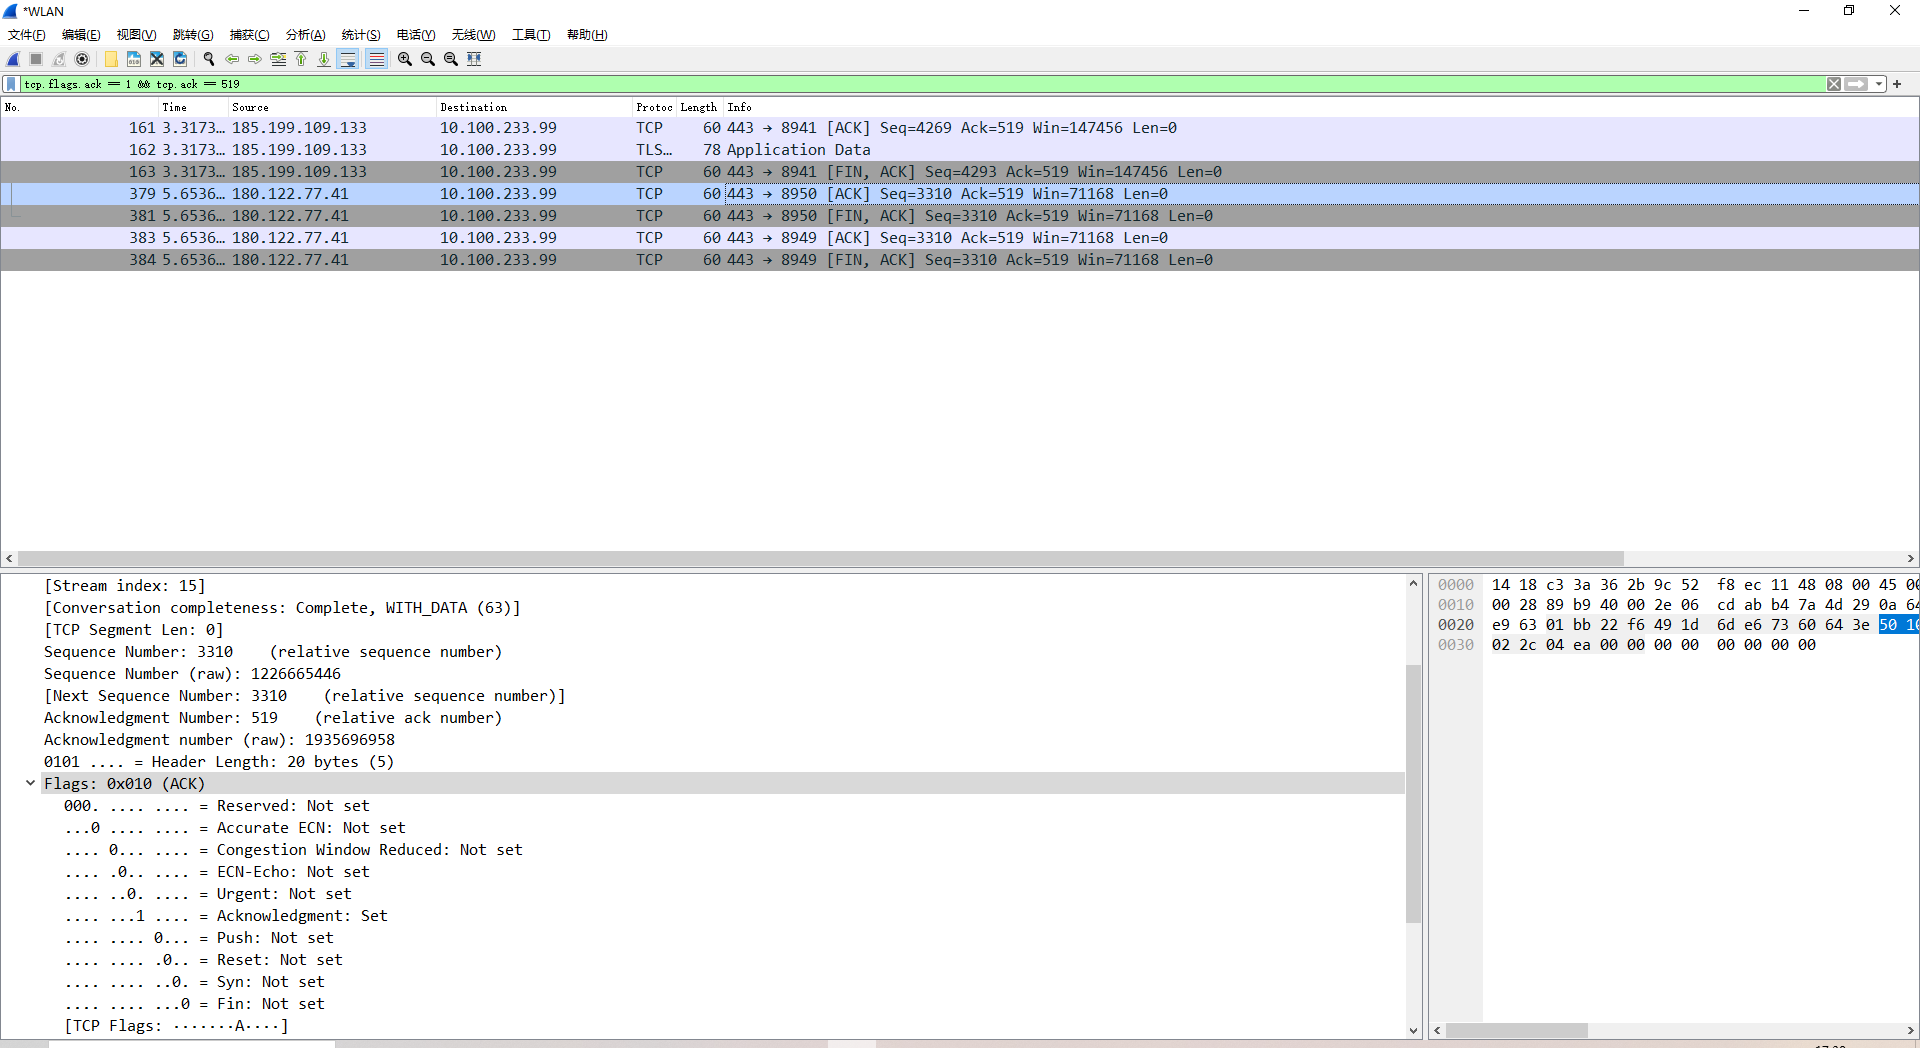 *WLAN
文件(F) 编辑(E) 视图(V) 跳转(G) 捕获(C) 分析(A) 统计(S) 电话(Y) 无线(W) 工具(T) 帮助(H)
tcp.flags.ack == 1 && tcp.ack == 519
No. Time Source Destination Protoc Length Info
161 3.3173… 185.199.109.133 10.100.233.99 TCP 60 443 → 8941 [ACK] Seq=4269 Ack=519 Win=147456 Len=0
162 3.3173… 185.199.109.133 10.100.233.99 TLS… 78 Application Data
163 3.3173… 185.199.109.133 10.100.233.99 TCP 60 443 → 8941 [FIN, ACK] Seq=4293 Ack=519 Win=147456 Len=0
379 5.6536… 180.122.77.41 10.100.233.99 TCP 60 443 → 8950 [ACK] Seq=3310 Ack=519 Win=71168 Len=0
381 5.6536… 180.122.77.41 10.100.233.99 TCP 60 443 → 8950 [FIN, ACK] Seq=3310 Ack=519 Win=71168 Len=0
383 5.6536… 180.122.77.41 10.100.233.99 TCP 60 443 → 8949 [ACK] Seq=3310 Ack=519 Win=71168 Len=0
384 5.6536… 180.122.77.41 10.100.233.99 TCP 60 443 → 8949 [FIN, ACK] Seq=3310 Ack=519 Win=71168 Len=0
[Stream index: 15]
[Conversation completeness: Complete, WITH_DATA (63)]
[TCP Segment Len: 0]
Sequence Number: 3310 (relative sequence number)
Sequence Number (raw): 1226665446
[Next Sequence Number: 3310 (relative sequence number)]
Acknowledgment Number: 519 (relative ack number)
Acknowledgment number (raw): 1935696958
0101 .... = Header Length: 20 bytes (5)
Flags: 0x010 (ACK)
000. .... .... = Reserved: Not set
...0 .... .... = Accurate ECN: Not set
.... 0... .... = Congestion Window Reduced: Not set
.... .0.. .... = ECN-Echo: Not set
.... ..0. .... = Urgent: Not set
.... ...1 .... = Acknowledgment: Set
.... .... 0... = Push: Not set
.... .... .0.. = Reset: Not set
.... .... ..0. = Syn: Not set
.... .... ...0 = Fin: Not set
[TCP Flags: ·······A····]
0000 14 18 c3 3a 36 2b 9c 52 f8 ec 11 48 08 00 45 00
0010 00 28 89 b9 40 00 2e 06 cd ab b4 7a 4d 29 0a 64
0020 e9 63 01 bb 22 f6 49 1d 6d e6 73 60 64 3e 50 10
0030 02 2c 04 ea 00 00 00 00 00 00 00 00